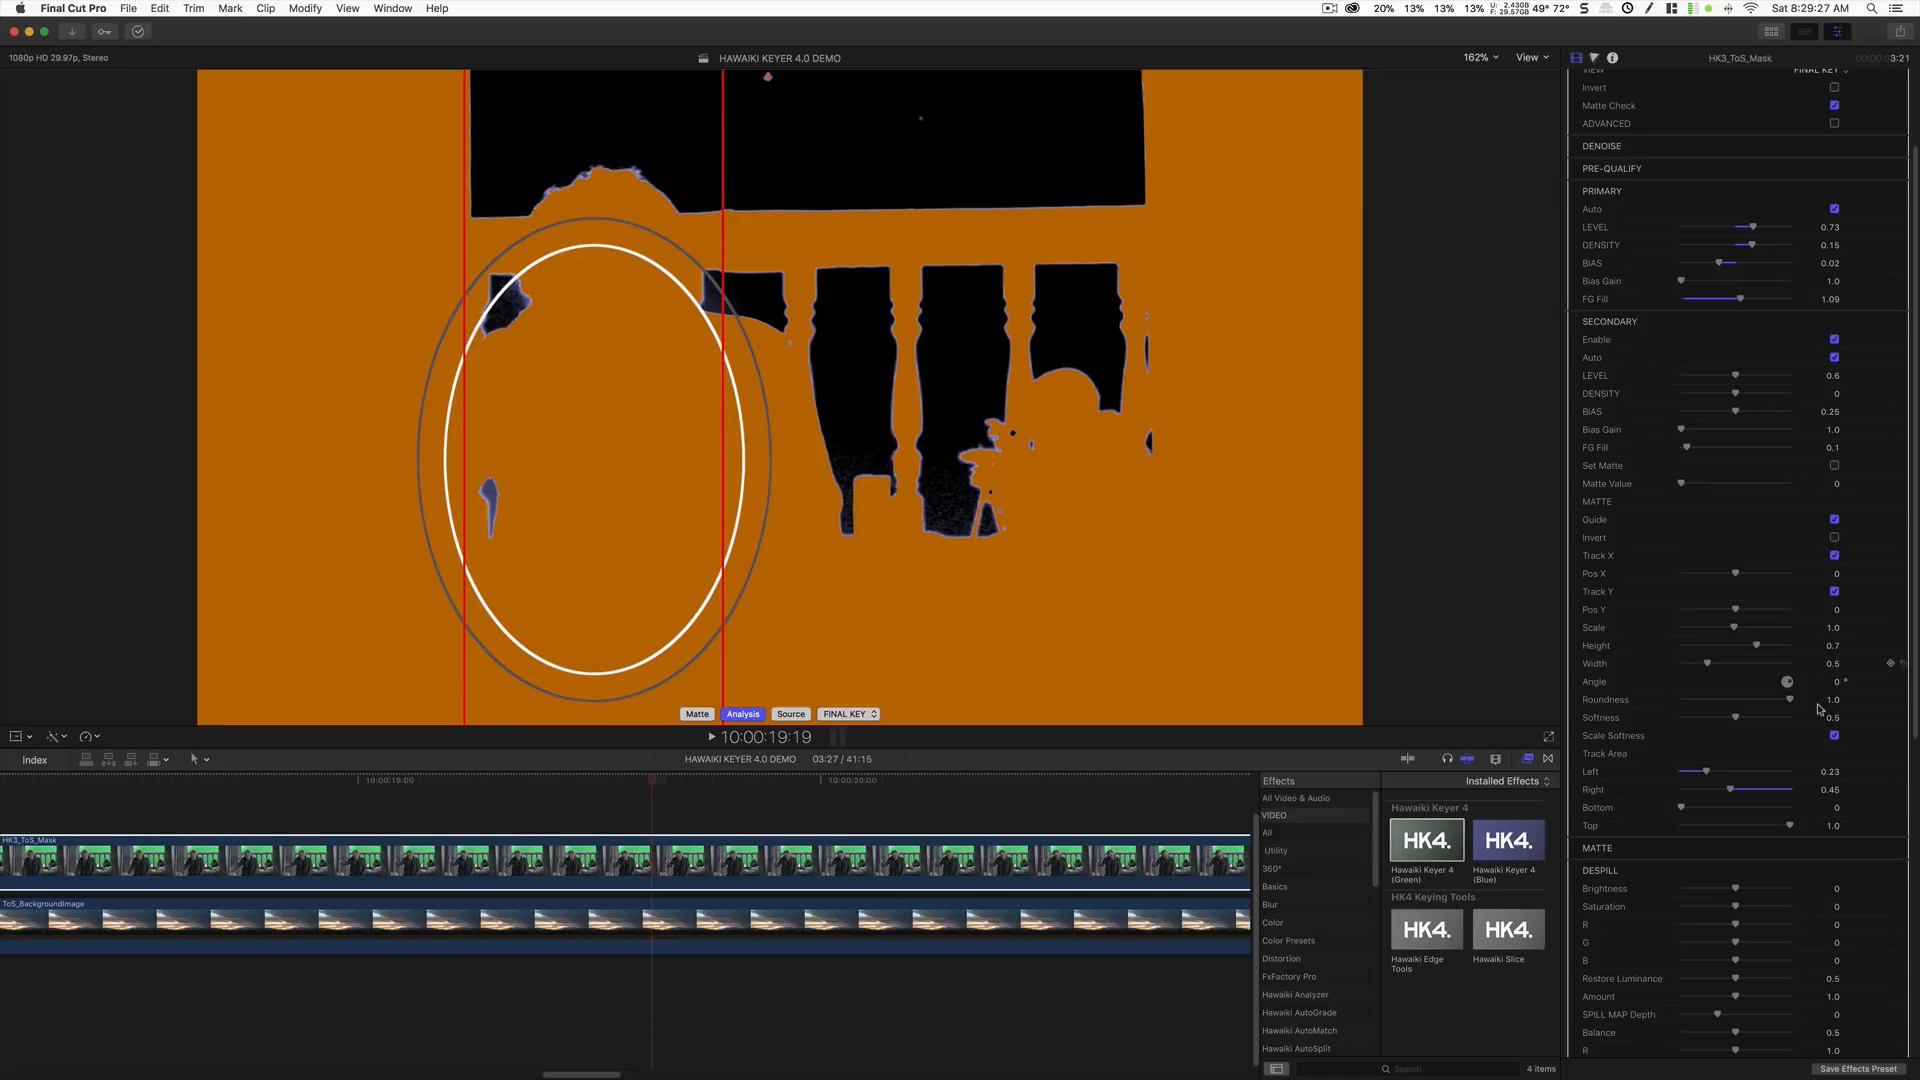 Final Cut Pro File Edit Trim Mark Clip Modify View Window Help
20% 13% 13% 13% U: 2.43GB F: 29.57GB 49° 72° Sat 8:29:27 AM
1080p HD 29.97p, Stereo
HAWAIKI KEYER 4.0 DEMO
162% View
HK3_ToS_Mask
3:21
VIEW FINAL KEY
Invert
Matte Check
ADVANCED
DENOISE
PRE-QUALIFY
PRIMARY
Auto
LEVEL 0.73
DENSITY 0.15
BIAS 0.02
Bias Gain 1.0
FG Fill 1.09
SECONDARY
Enable
Auto
LEVEL 0.6
DENSITY 0
BIAS 0.25
Bias Gain 1.0
FG Fill 0.1
Set Matte
Matte Value 0
MATTE
Guide
Invert
Track X
Pos X 0
Track Y
Pos Y 0
Scale 1.0
Height 0.7
Width 0.5
Angle 0 °
Roundness 1.0
Softness 0.5
Scale Softness
Track Area
Left 0.23
Right 0.45
Bottom 0
Top 1.0
MATTE
DESPILL
Brightness 0
Saturation 0
R 0
G 0
B 0
Restore Luminance 0.5
Amount 1.0
SPILL MAP Depth 0
Balance 0.5
R 1.0
Save Effects Preset
Matte Analysis Source FINAL KEY
10:00:19:19
Index
HAWAIKI KEYER 4.0 DEMO 03:27 / 41:15
10:00:19:00 10:00:20:00
HK3_ToS_Mask
ToS_BackgroundImage
Effects Installed Effects
All Video & Audio
VIDEO
All
Utility
360°
Basics
Blur
Color
Color Presets
Distortion
FxFactory Pro
Hawaiki Analyzer
Hawaiki AutoGrade
Hawaiki AutoMatch
Hawaiki AutoSplit
Hawaiki Keyer 4
HK4. HK4.
Hawaiki Keyer 4 (Green)
Hawaiki Keyer 4 (Blue)
HK4 Keying Tools
HK4. HK4.
Hawaiki Edge Tools
Hawaiki Slice
Search
4 items